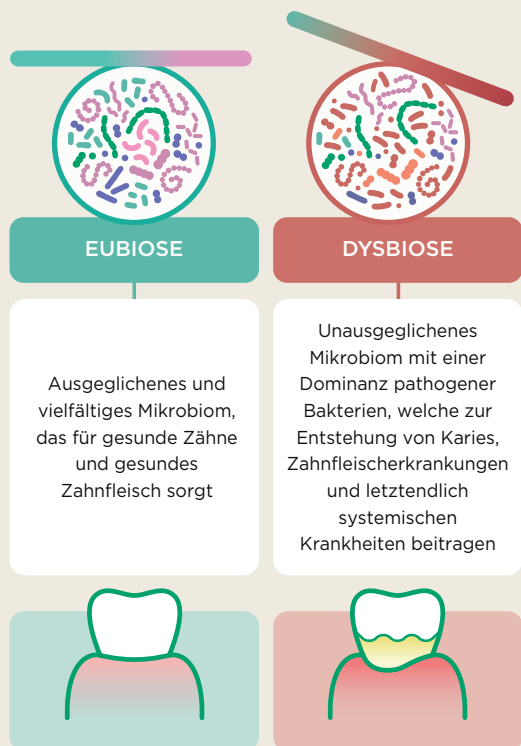 EUBIOSE
Ausgeglichenes und
vielfältiges Mikrobiom,
das für gesunde Zähne
und gesundes
Zahnfleisch sorgt
DYSBIOSE
Unausgeglichenes
Mikrobiom mit einer
Dominanz pathogener
Bakterien, welche zur
Entstehung von Karies,
Zahnfleischerkrankungen
und letztendlich
systemischen
Krankheiten beitragen